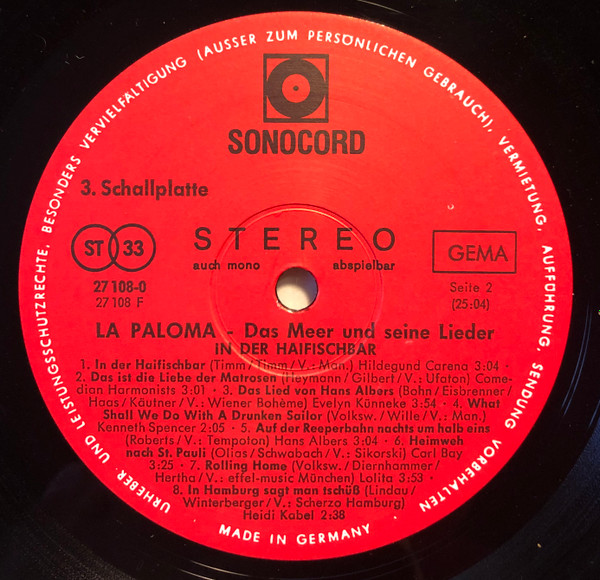 URHEBER- UND LEISTUNGSSCHUTZRECHTE, BESONDERS VERVIELFÄLTIGUNG (AUSSER ZUM PERSÖNLICHEN GEBRAUCH), VERMIETUNG, AUFFÜHRUNG, SENDUNG VORBEHALTEN
SONOCORD
3. Schallplatte
STEREO
auch mono abspielbar
ST 33
GEMA
27 108-0
27 108 F
Seite 2
(25:04)
LA PALOMA - Das Meer und seine Lieder
IN DER HAIFISCHBAR
1. In der Haifischbar (Timm/Timm/V.: Man.) Hildegund Carena 3:04 ·
2. Das ist die Liebe der Matrosen (Heymann/Gilbert/V.: Ufaton) Come-
dian Harmonists 3:01 · 3. Das Lied von Hans Albers (Bohn/Eisbrenner/
Haas/Käutner/V.: Wiener Bohème) Evelyn Künneke 3:54 · 4. What
Shall We Do With A Drunken Sailor (Volksw./Wille/V.: Man.)
Kenneth Spencer 2:05 · 5. Auf der Reeperbahn nachts um halb eins
(Roberts/V.: Tempoton) Hans Albers 3:04 · 6. Heimweh
nach St. Pauli (Olias/Schwabach/V.: Sikorski) Carl Bay
3:25 · 7. Rolling Home (Volksw./Diernhammer/
Hertha/V.: effel-music München) Lolita 3:53 ·
8. In Hamburg sagt man tschüß (Lindau/
Winterberger/V.: Scherzo Hamburg)
Heidi Kabel 2:38
MADE IN GERMANY